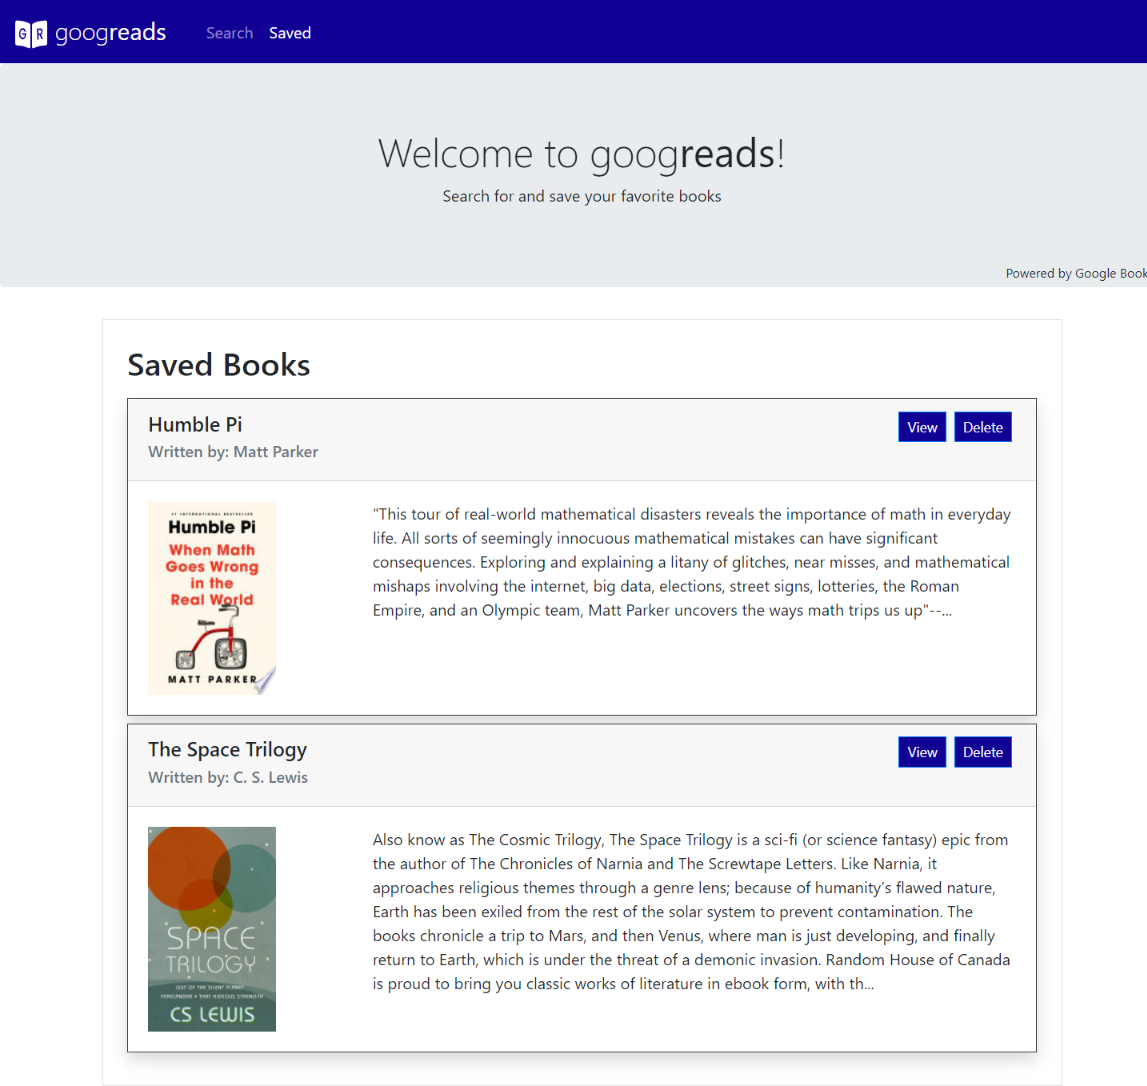 GR googreads Search Saved
Welcome to googreads!
Search for and save your favorite books
Powered by Google Book
Saved Books
Humble Pi
View Delete
Written by: Matt Parker
#1 INTERNATIONAL BESTSELLER
Humble Pi
When Math
Goes Wrong
in the
Real World
MATT PARKER
"This tour of real-world mathematical disasters reveals the importance of math in everyday
life. All sorts of seemingly innocuous mathematical mistakes can have significant
consequences. Exploring and explaining a litany of glitches, near misses, and mathematical
mishaps involving the internet, big data, elections, street signs, lotteries, the Roman
Empire, and an Olympic team, Matt Parker uncovers the ways math trips us up"--...
The Space Trilogy
View Delete
Written by: C. S. Lewis
SPACE
TRILOGY
OUT OF THE SILENT PLANET
PERELANDRA • THAT HIDEOUS STRENGTH
CS LEWIS
Also know as The Cosmic Trilogy, The Space Trilogy is a sci-fi (or science fantasy) epic from
the author of The Chronicles of Narnia and The Screwtape Letters. Like Narnia, it
approaches religious themes through a genre lens; because of humanity’s flawed nature,
Earth has been exiled from the rest of the solar system to prevent contamination. The
books chronicle a trip to Mars, and then Venus, where man is just developing, and finally
return to Earth, which is under the threat of a demonic invasion. Random House of Canada
is proud to bring you classic works of literature in ebook form, with th...